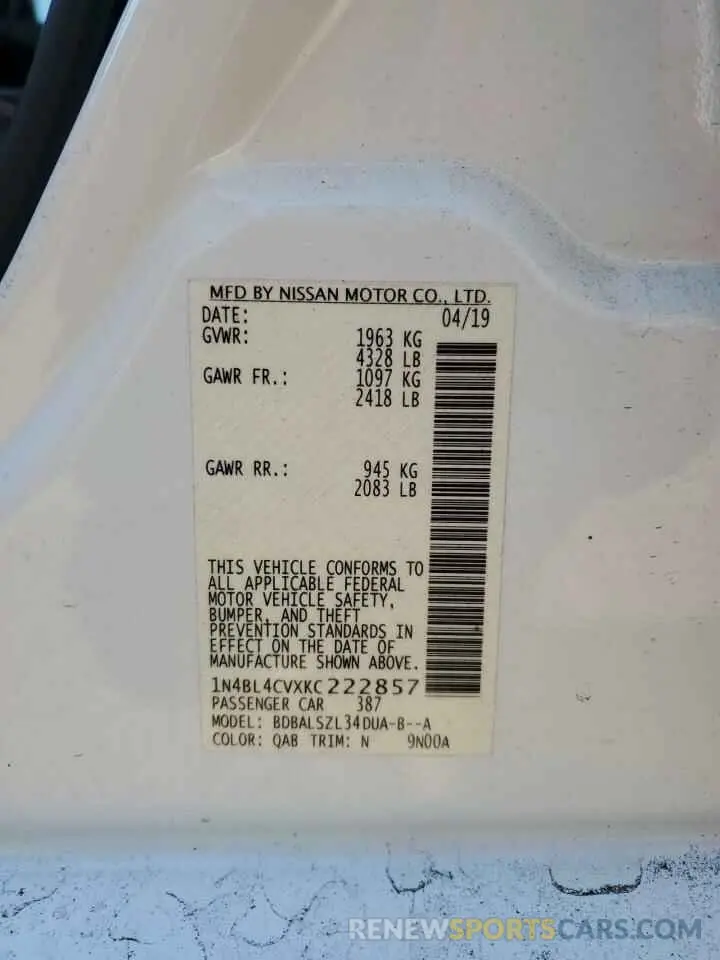 MFD BY NISSAN MOTOR CO., LTD.
DATE: 04/19
GVWR: 1963 KG
4328 LB
GAWR FR.: 1097 KG
2418 LB
GAWR RR.: 945 KG
2083 LB
THIS VEHICLE CONFORMS TO
ALL APPLICABLE FEDERAL
MOTOR VEHICLE SAFETY,
BUMPER, AND THEFT
PREVENTION STANDARDS IN
EFFECT ON THE DATE OF
MANUFACTURE SHOWN ABOVE.
1N4BL4CVXKC222857
PASSENGER CAR 387
MODEL: BDBALSZL34DUA-B--A
COLOR: QAB TRIM: N 9N00A
RENEWSPORTSCARS.COM